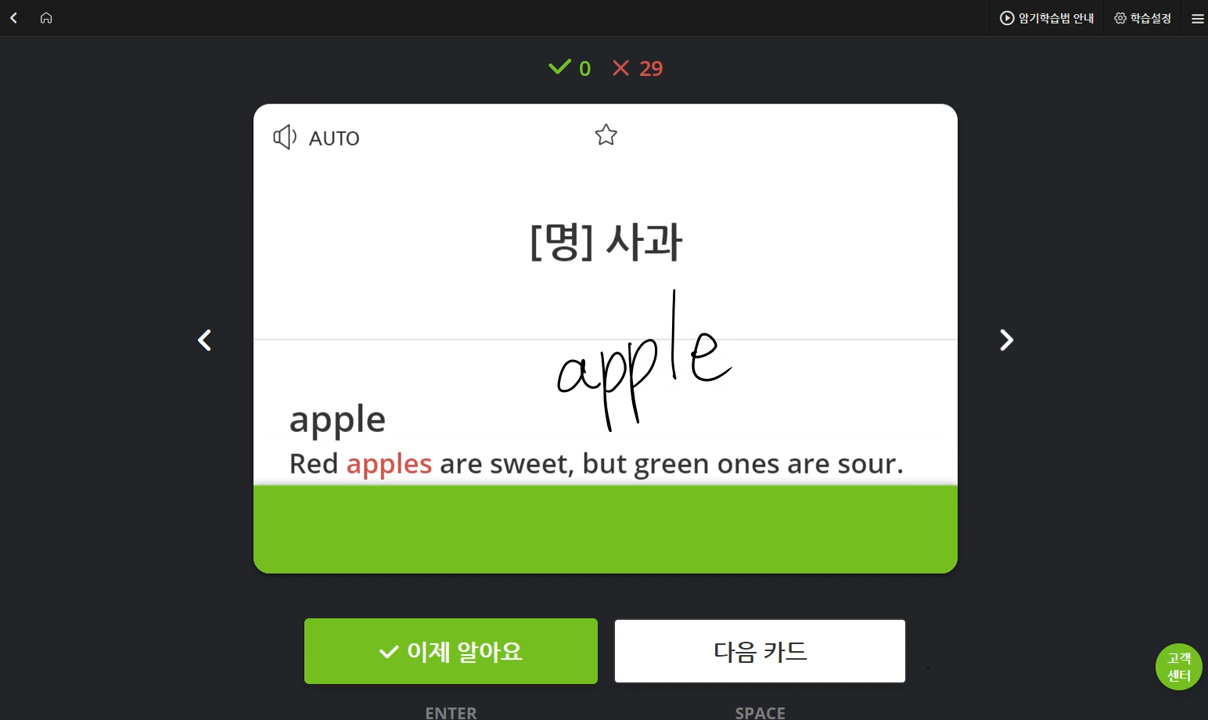 암기학습법 안내
학습설정
0 29
AUTO
[명] 사과
apple
apple
Red apples are sweet, but green ones are sour.
이제 알아요
다음 카드
고객
센터
ENTER
SPACE